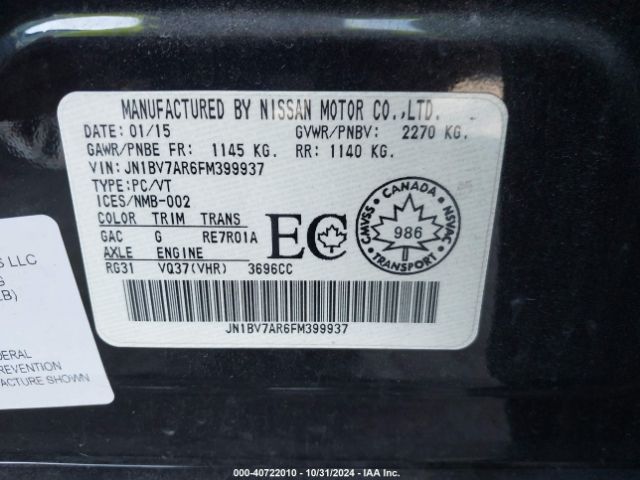 MANUFACTURED BY NISSAN MOTOR CO.,LTD.
DATE: 01/15 GVWR/PNBV: 2270 KG.
GAWR/PNBE FR: 1145 KG. RR: 1140 KG.
VIN: JN1BV7AR6FM399937
TYPE: PC/VT
ICES/NMB-002
COLOR TRIM TRANS
GAC G RE7R01A
AXLE ENGINE
RG31 VQ37(VHR) 3696CC
EC
CANADA
CMVSS 986 NSVAC
TRANSPORT
JN1BV7AR6FM399937
S LLC
G
LB)
DERAL
REVENTION
FACTURE SHOWN
000-40722010 - 10/31/2024 - IAA Inc.